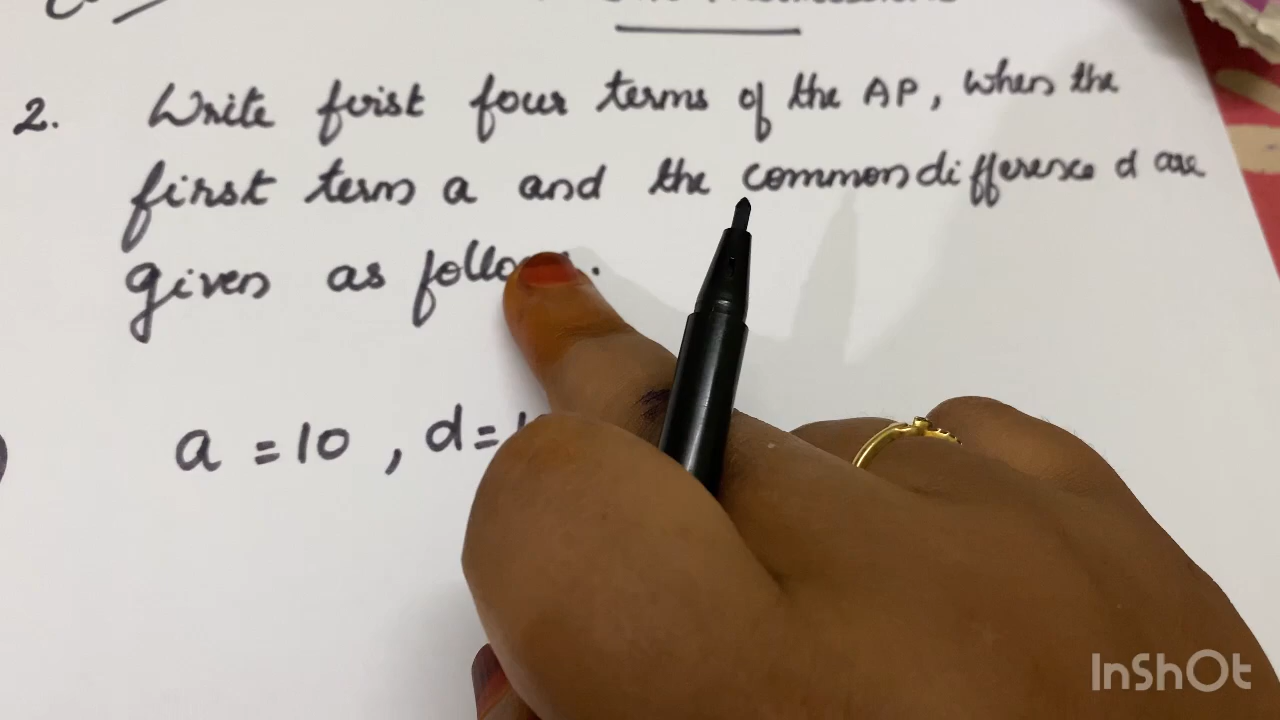 2. Write first four terms of the AP, when the
first term a and the common difference d are
given as
a = 10 , d =
InShOt